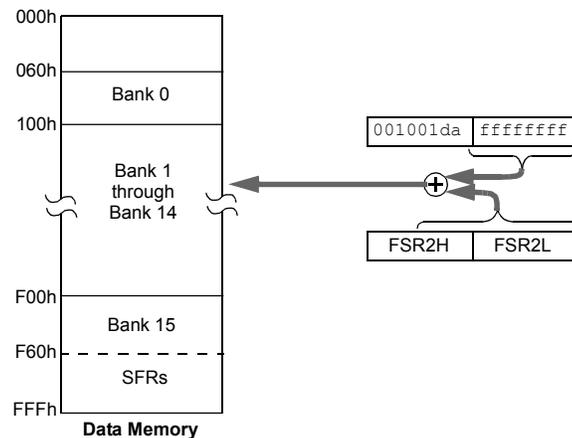 000h
060h
Bank 0
100h
001001da ffffffff
Bank 1
through
Bank 14
FSR2H FSR2L
F00h
Bank 15
F60h
SFRs
FFFh
Data Memory